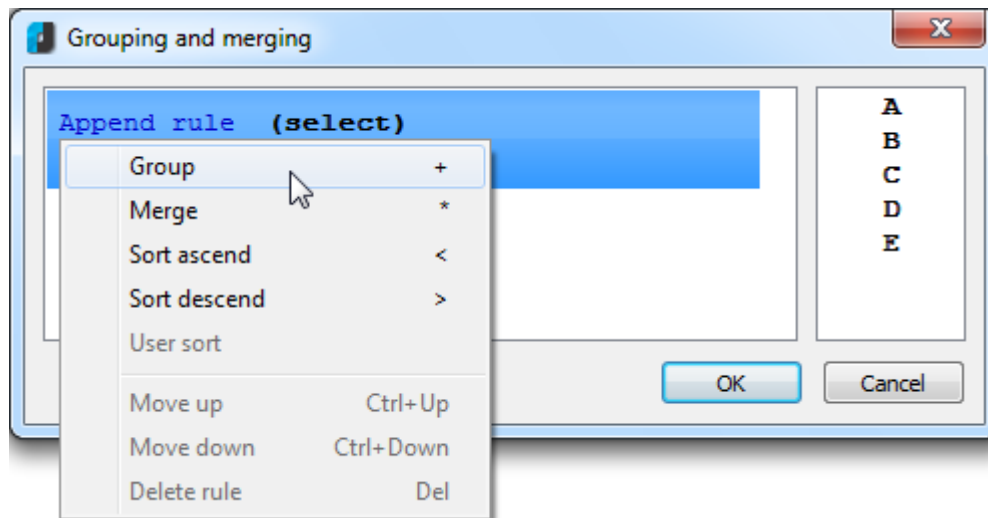 Grouping and merging
X
Append rule (select)
Group +
Merge *
Sort ascend <
Sort descend >
User sort
Move up Ctrl+Up
Move down Ctrl+Down
Delete rule Del
A
B
C
D
E
OK
Cancel